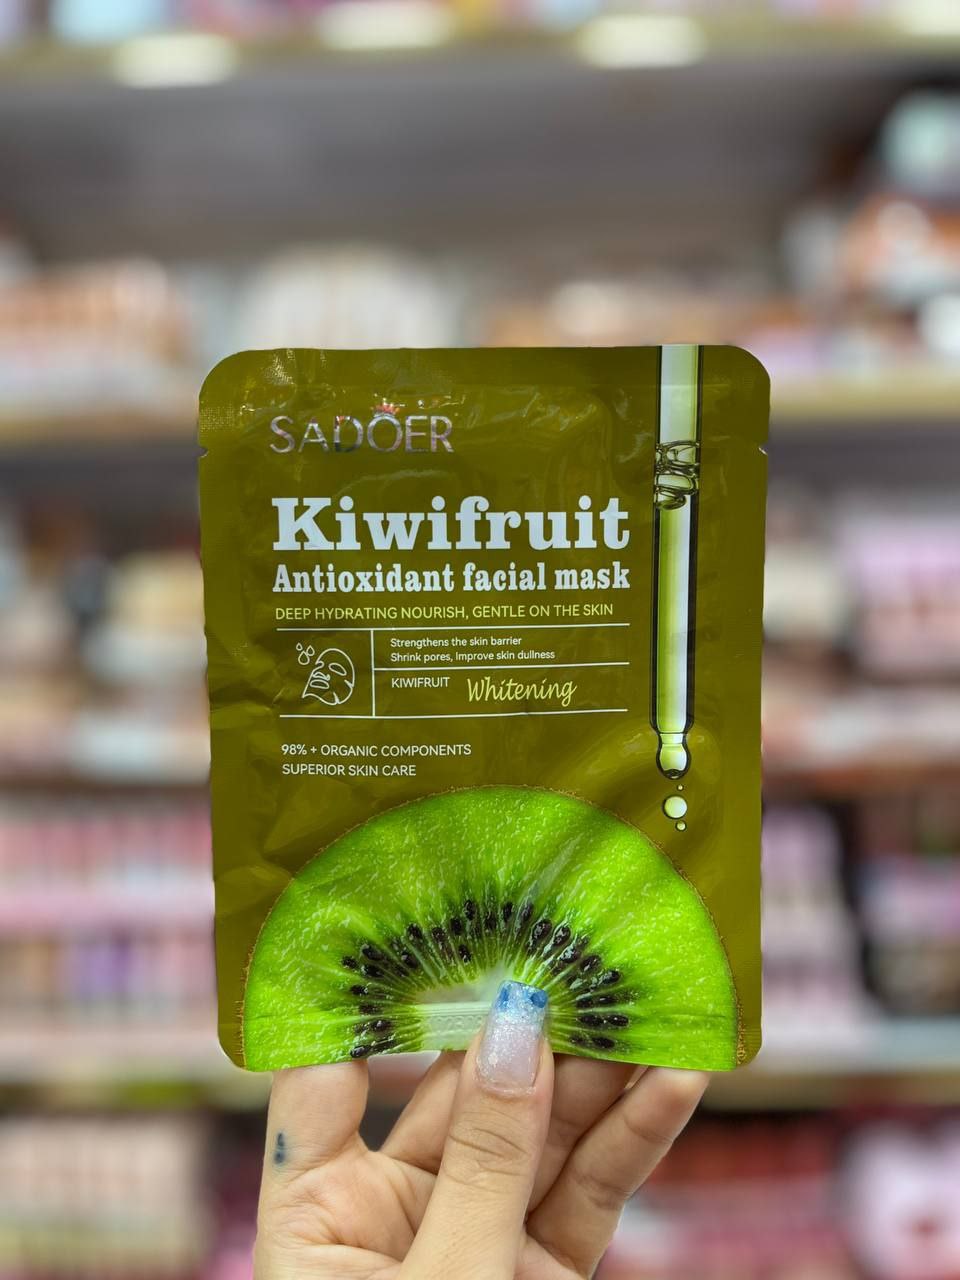 SADOER
Kiwifruit
Antioxidant facial mask
DEEP HYDRATING NOURISH, GENTLE ON THE SKIN
Strengthens the skin barrier
Shrink pores, Improve skin dullness
KIWIFRUIT Whitening
98% + ORGANIC COMPONENTS
SUPERIOR SKIN CARE